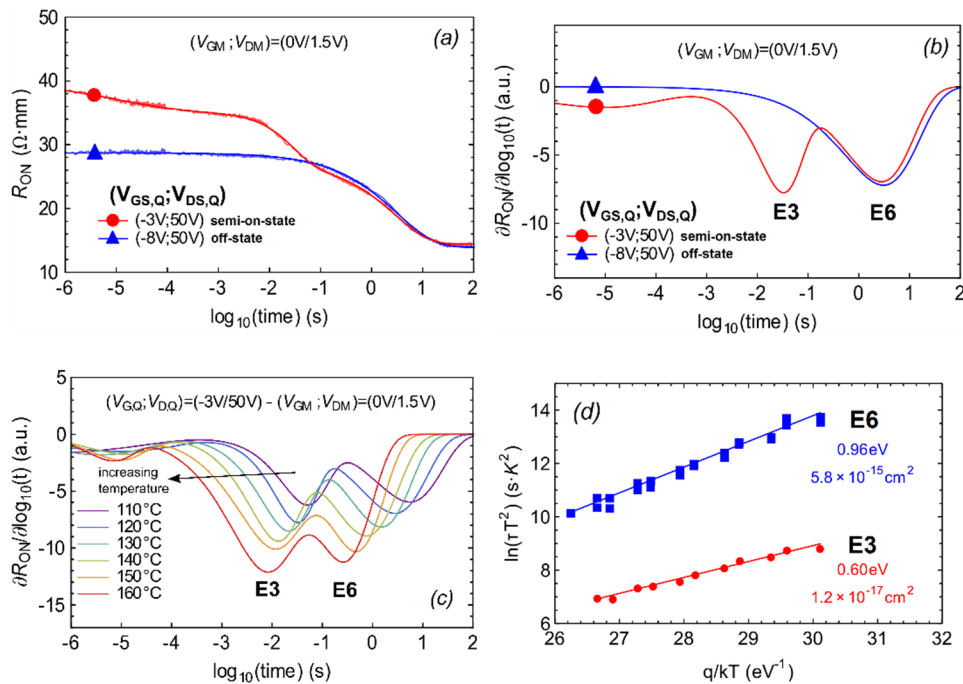 (a)
(V_GM;V_DM)=(0V/1.5V)
R_ON (Ω·mm)
50
40
30
20
10
(V_GS,Q;V_DS,Q)
(-3V;50V) semi-on-state
(-8V;50V) off-state
-6 -5 -4 -3 -2 -1 0 1 2
log₁₀(time) (s)
(b)
(V_GM;V_DM)=(0V/1.5V)
∂R_ON/∂log₁₀(t) (a.u.)
0
-5
-10
E3
E6
(V_GS,Q;V_DS,Q)
(-3V;50V) semi-on-state
(-8V;50V) off-state
-6 -5 -4 -3 -2 -1 0 1 2
log₁₀(time) (s)
(V_G,Q;V_D,Q)=(-3V/50V) - (V_GM;V_DM)=(0V/1.5V)
∂R_ON/∂log₁₀(t) (a.u.)
5
0
-5
-10
-15
increasing
temperature
110°C
120°C
130°C
140°C
150°C
160°C
E3
E6
(c)
-6 -5 -4 -3 -2 -1 0 1 2
log₁₀(time) (s)
(d)
ln(τT²) (s·K²)
14
12
10
8
6
E6
0.96eV
5.8 × 10⁻¹⁵cm²
E3
0.60eV
1.2 × 10⁻¹⁷cm²
26 27 28 29 30 31 32
q/kT (eV⁻¹)